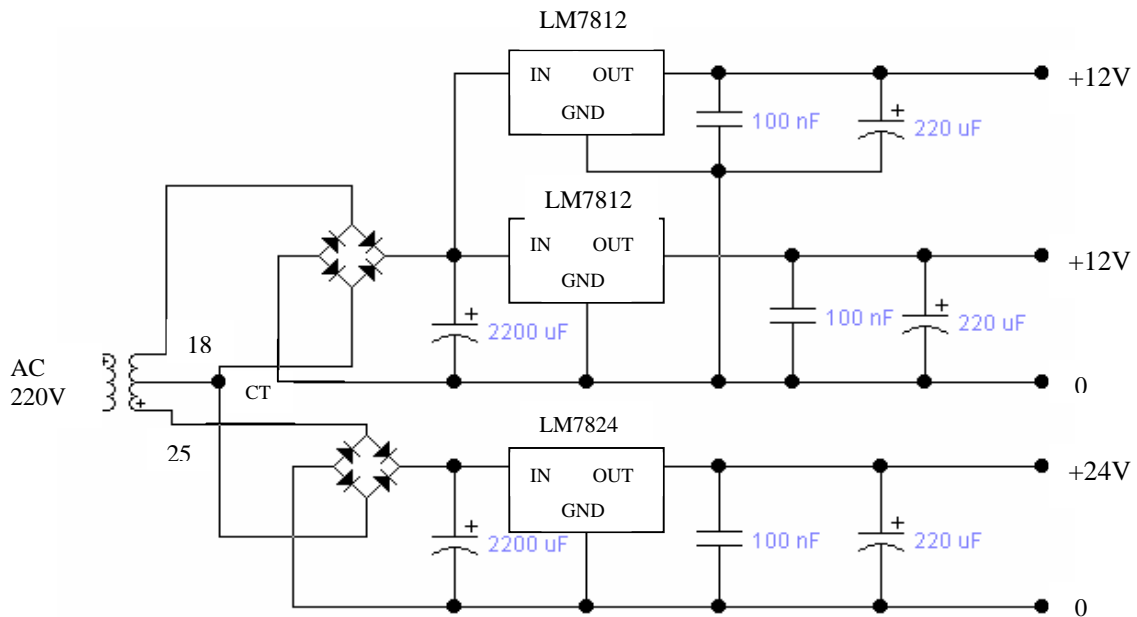 LM7812
IN OUT
GND
+12V
100 nF
+
220 uF
LM7812
IN OUT
GND
+12V
+
2200 uF
100 nF
+
220 uF
AC
220V
18
CT
0
+
25
LM7824
IN OUT
GND
+24V
+
2200 uF
100 nF
+
220 uF
0